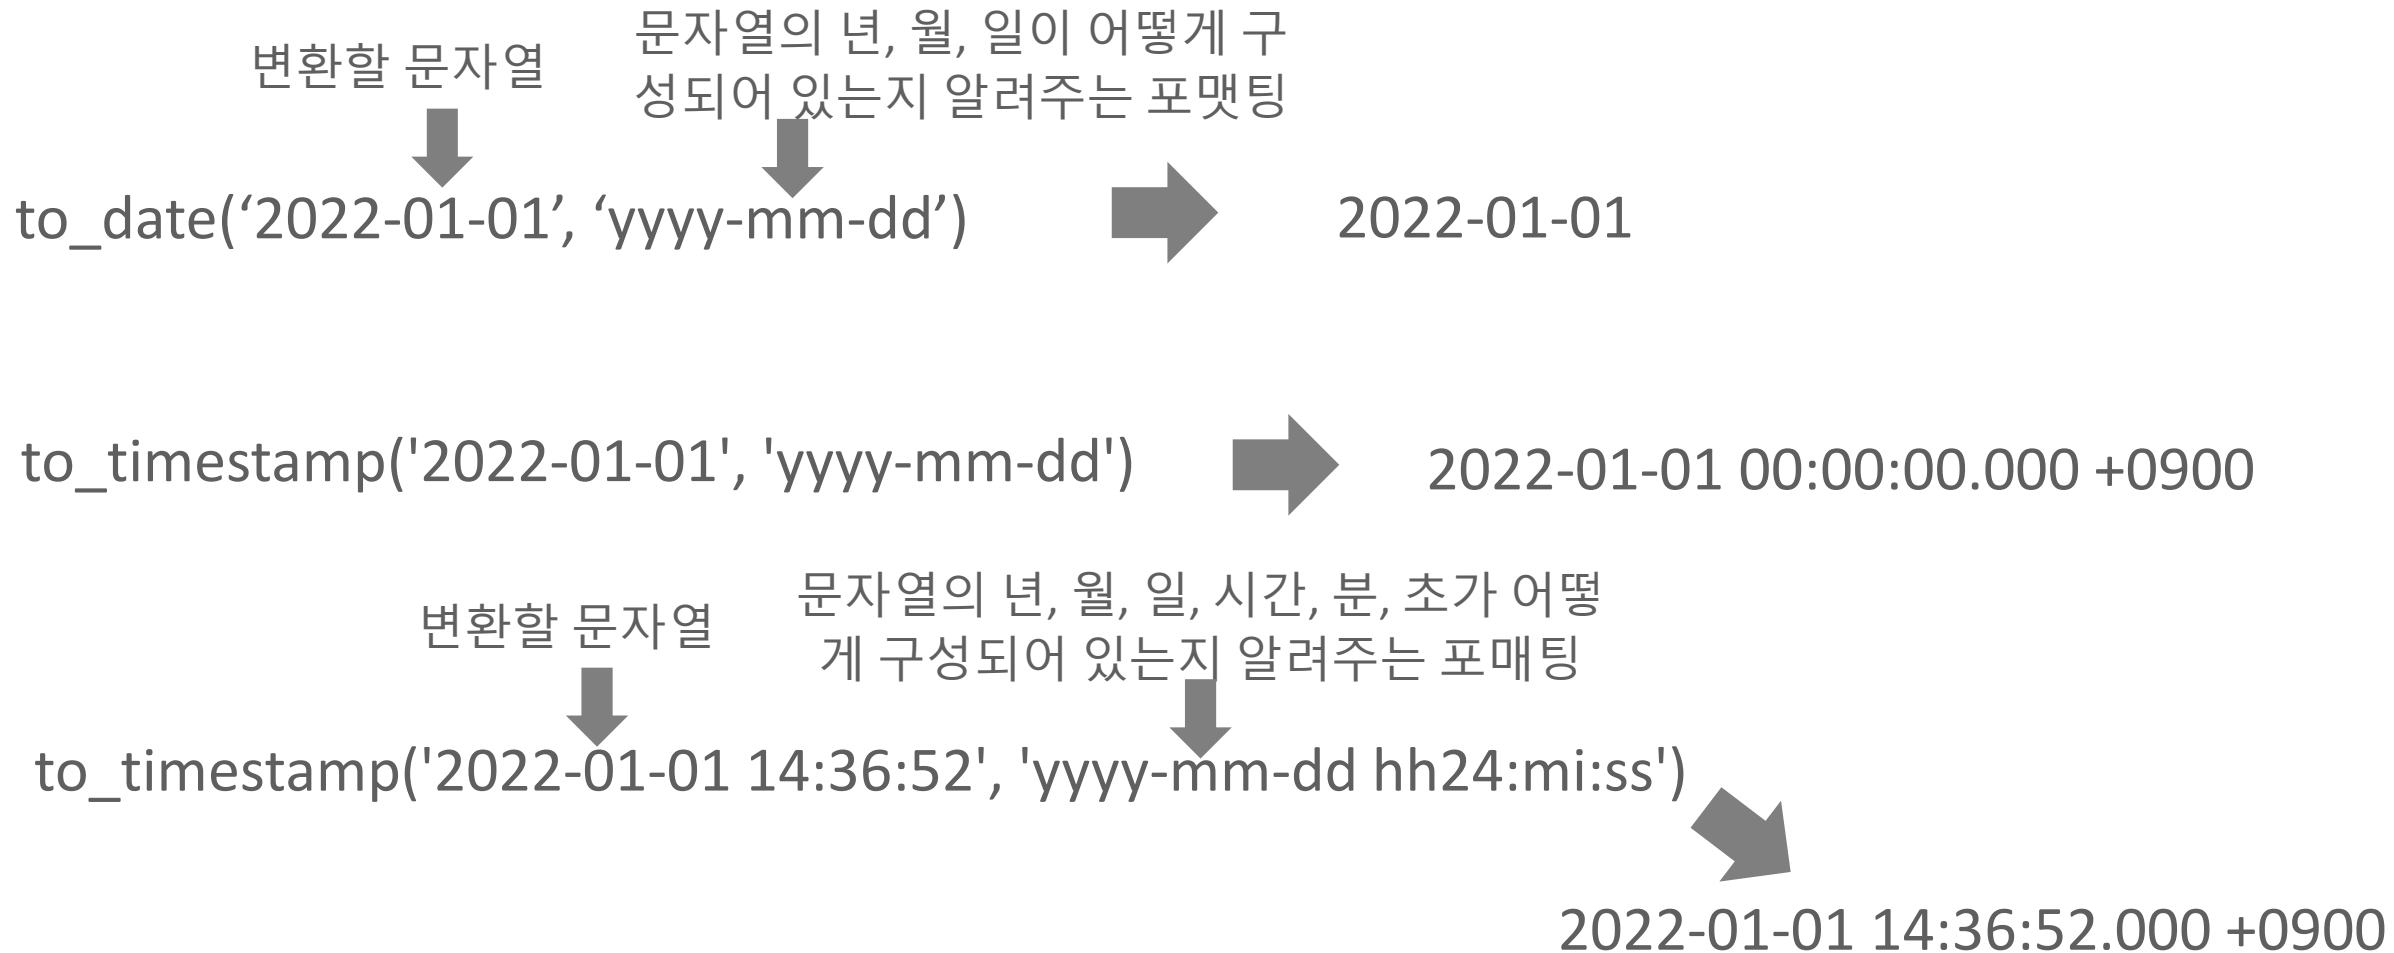 변환할 문자열
문자열의 년, 월, 일이 어떻게 구
성되어 있는지 알려주는 포맷팅
to_date(‘2022-01-01’, ‘yyyy-mm-dd’)
2022-01-01
to_timestamp('2022-01-01', 'yyyy-mm-dd')
2022-01-01 00:00:00.000 +0900
변환할 문자열
문자열의 년, 월, 일, 시간, 분, 초가 어떻
게 구성되어 있는지 알려주는 포매팅
to_timestamp('2022-01-01 14:36:52', 'yyyy-mm-dd hh24:mi:ss')
2022-01-01 14:36:52.000 +0900